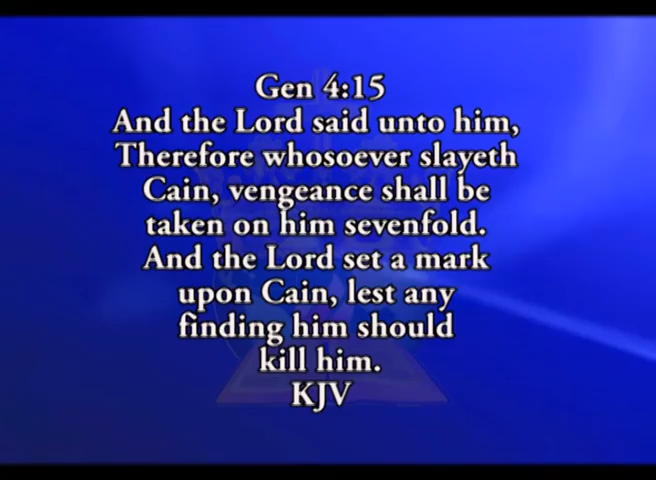 Gen 4:15
And the Lord said unto him,
Therefore whosoever slayeth
Cain, vengeance shall be
taken on him sevenfold.
And the Lord set a mark
upon Cain, lest any
finding him should
kill him.
KJV